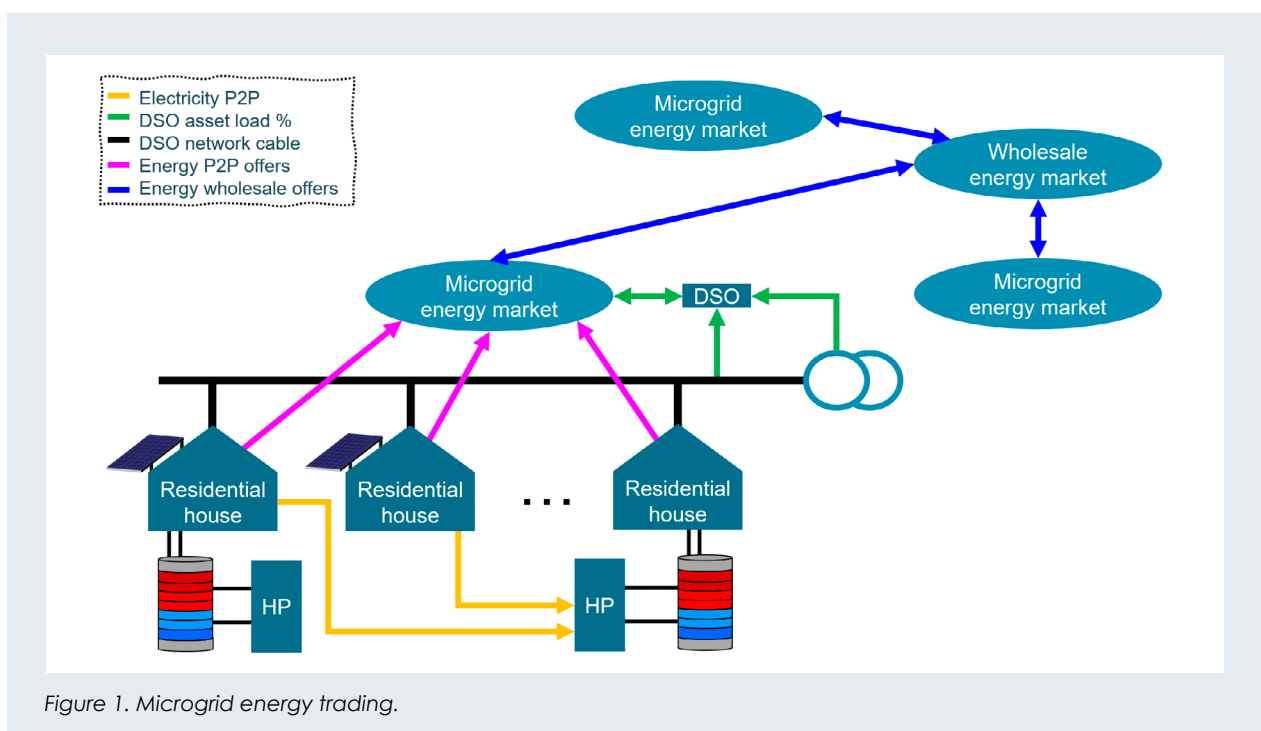 Electricity P2P
DSO asset load %
DSO network cable
Energy P2P offers
Energy wholesale offers
Microgrid
energy market
Wholesale
energy market
Microgrid
energy market
DSO
Microgrid
energy market
Residential
house
Residential
house
...
Residential
house
HP
HP
Figure 1. Microgrid energy trading.